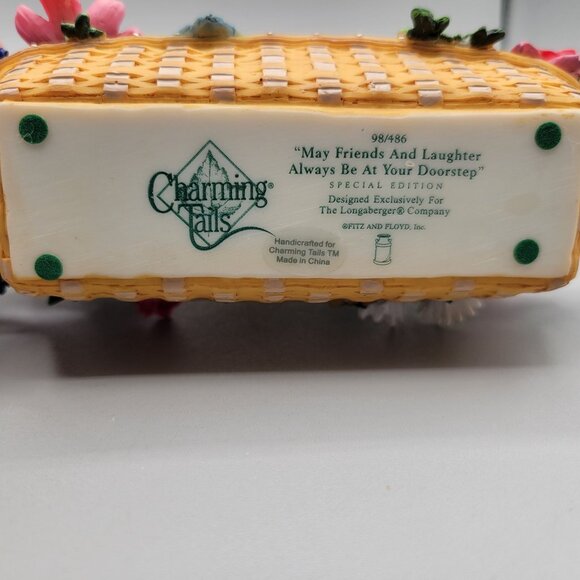 Charming®
Tails
98/486
"May Friends And Laughter
Always Be At Your Doorstep"
SPECIAL EDITION
Designed Exclusively For
The Longaberger® Company
©FITZ AND FLOYD, Inc.
Handcrafted for
Charming Tails TM
Made in China